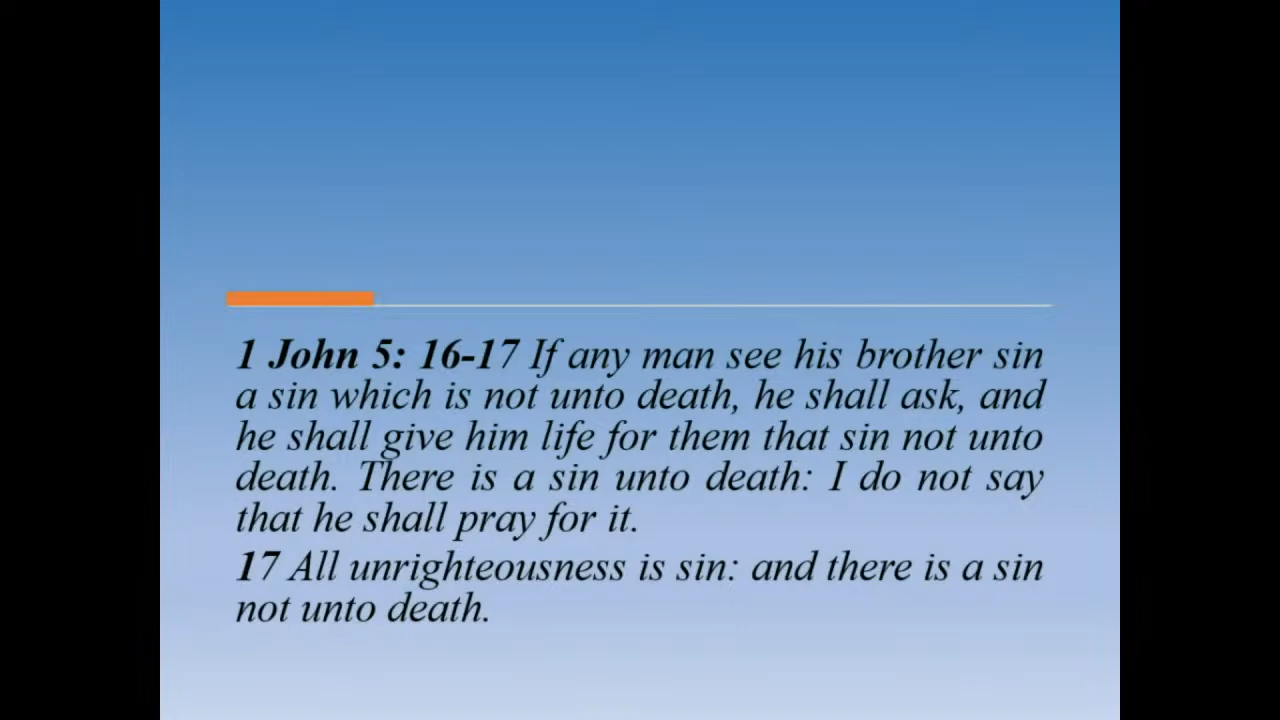 1 John 5: 16-17 If any man see his brother sin
a sin which is not unto death, he shall ask, and
he shall give him life for them that sin not unto
death. There is a sin unto death: I do not say
that he shall pray for it.
17 All unrighteousness is sin: and there is a sin
not unto death.